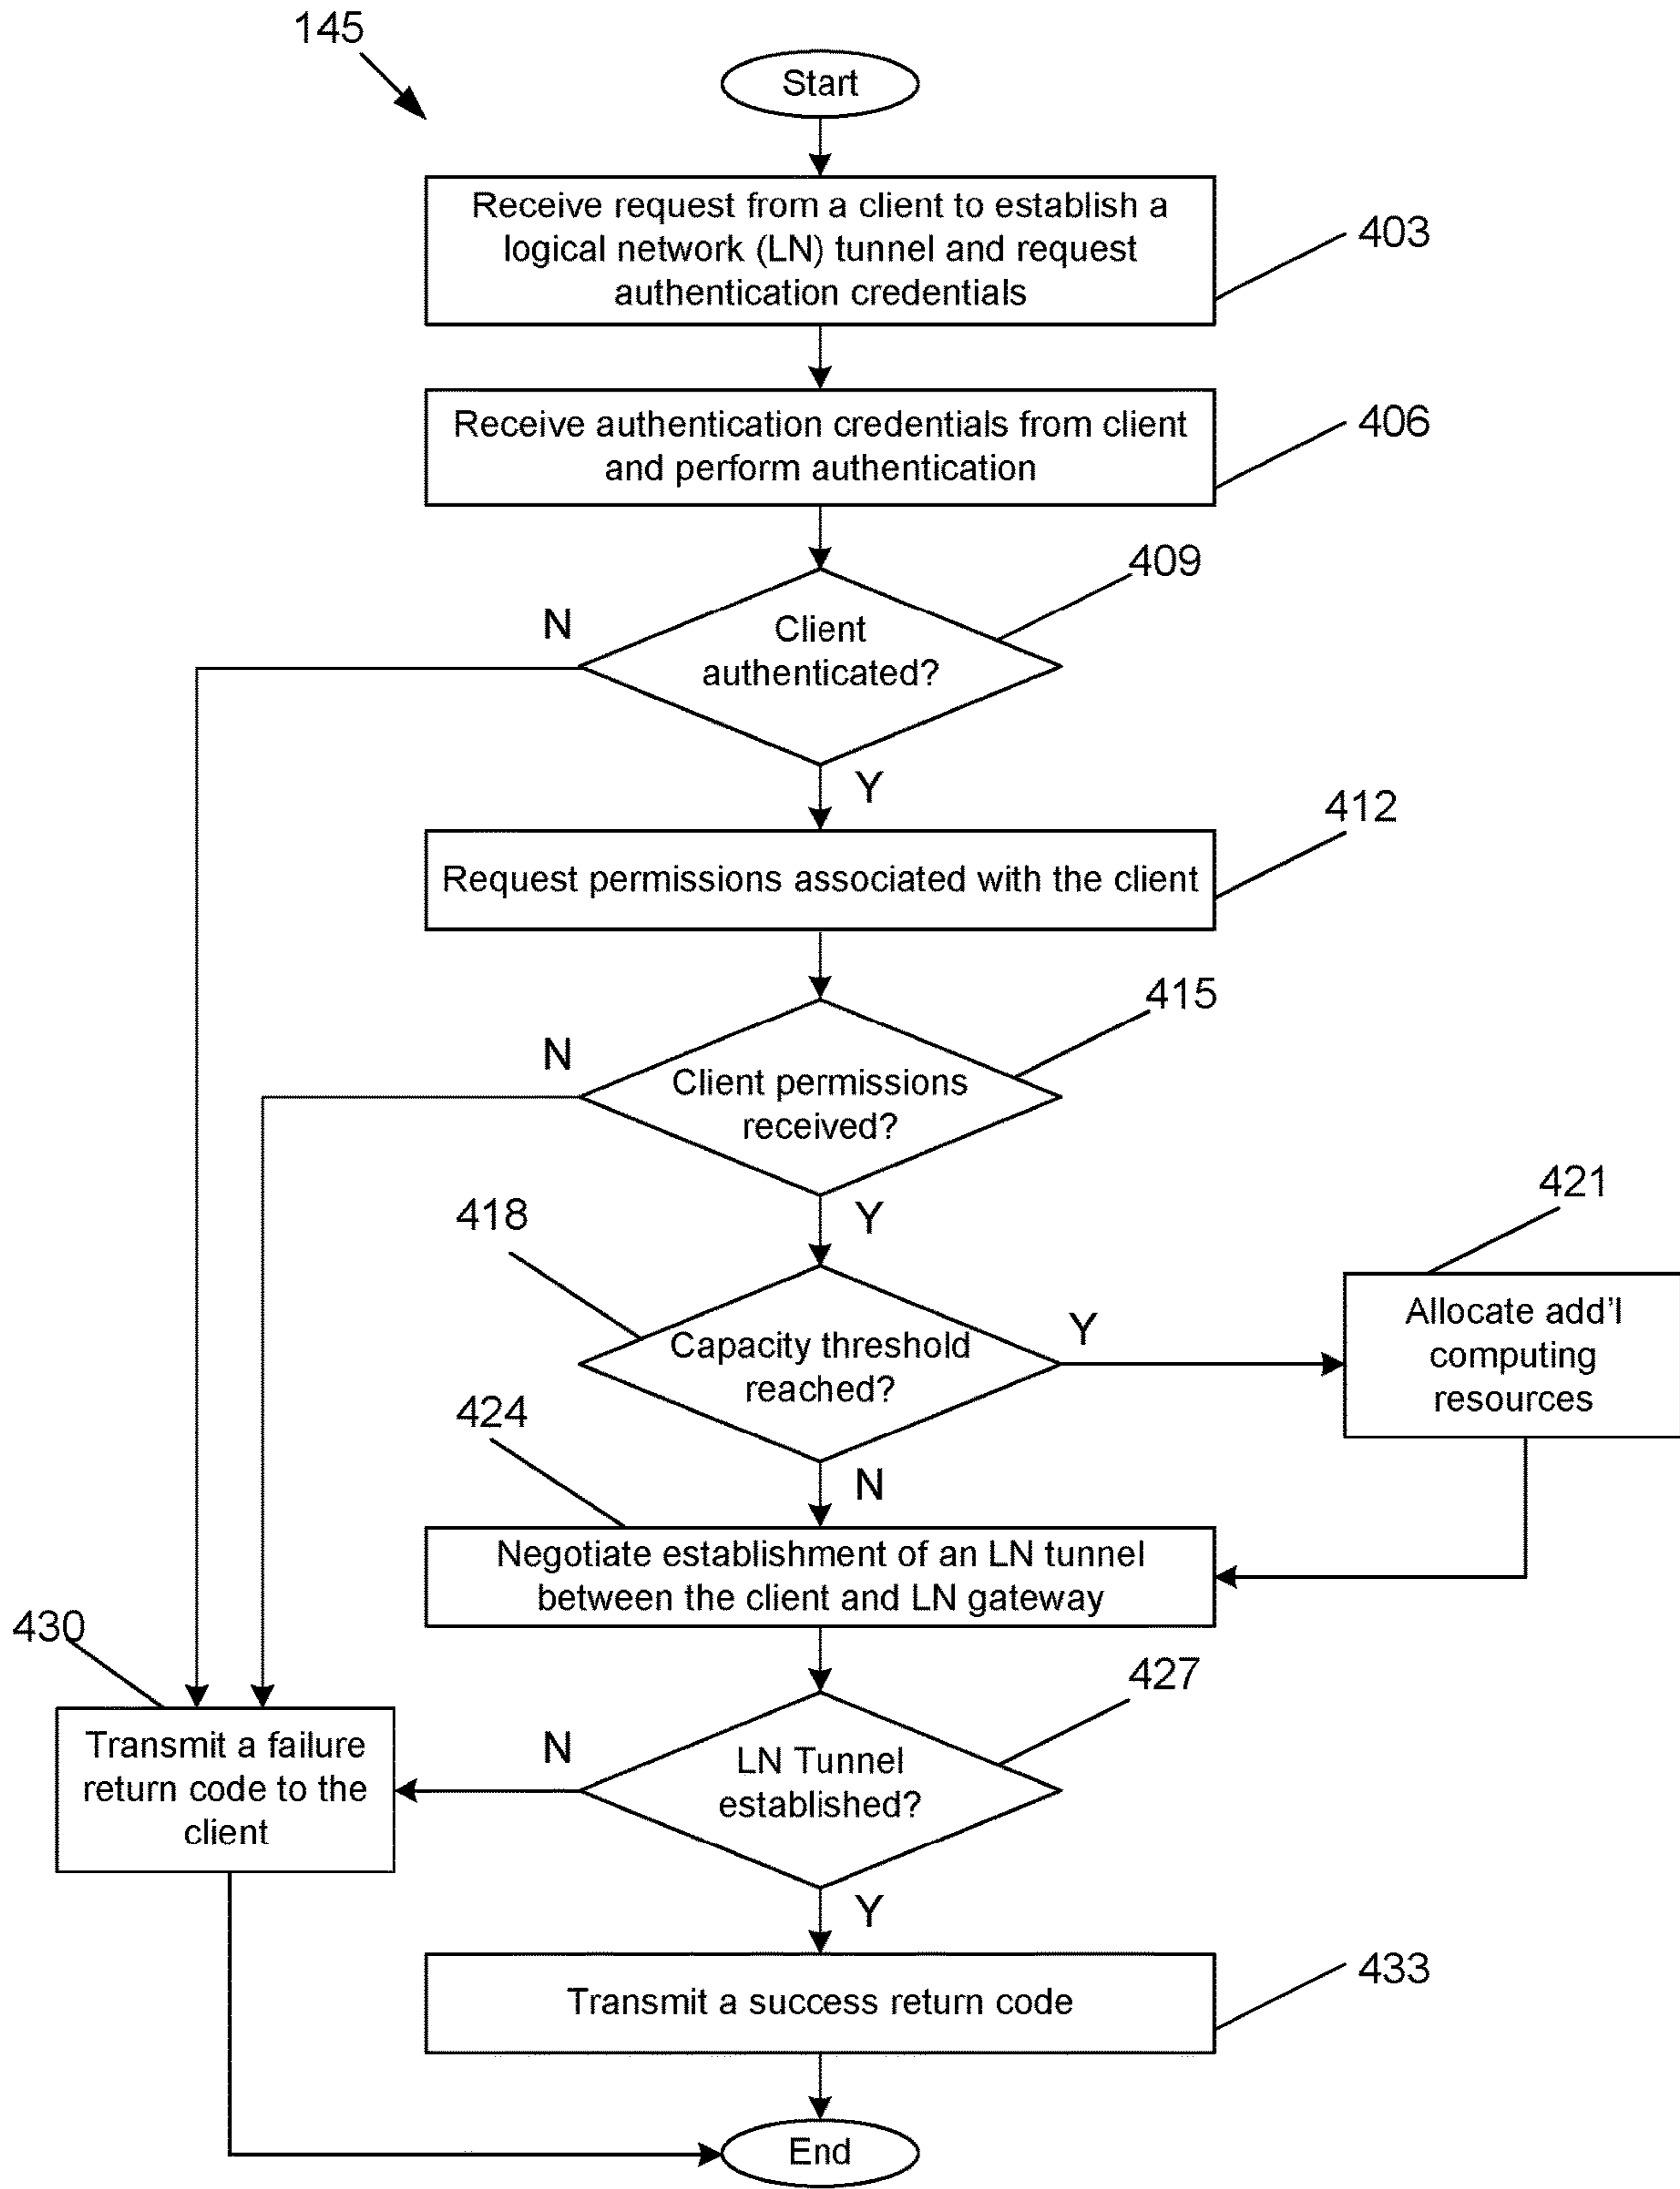 145
Start
Receive request from a client to establish a
logical network (LN) tunnel and request
authentication credentials
403
Receive authentication credentials from client
and perform authentication
406
409
N
Client
authenticated?
Y
412
Request permissions associated with the client
415
N
Client permissions
received?
Y
418
421
Capacity threshold
reached?
Y
Allocate add'l
computing
resources
424
N
Negotiate establishment of an LN tunnel
between the client and LN gateway
430
427
Transmit a failure
return code to the
client
N
LN Tunnel
established?
Y
Transmit a success return code
433
End